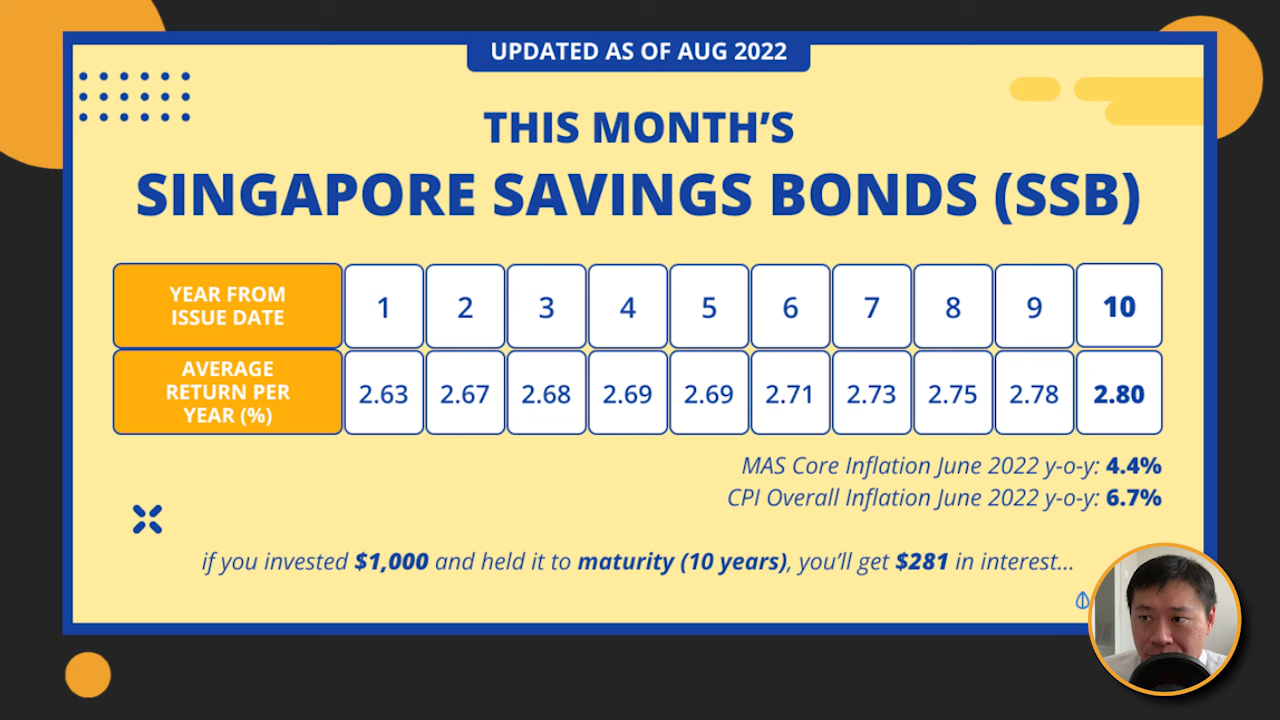 UPDATED AS OF AUG 2022
THIS MONTH’S
SINGAPORE SAVINGS BONDS (SSB)
YEAR FROM
ISSUE DATE
1 2 3 4 5 6 7 8 9 10
AVERAGE
RETURN PER
YEAR (%)
2.63 2.67 2.68 2.69 2.69 2.71 2.73 2.75 2.78 2.80
MAS Core Inflation June 2022 y-o-y: 4.4%
CPI Overall Inflation June 2022 y-o-y: 6.7%
if you invested $1,000 and held it to maturity (10 years), you’ll get $281 in interest...